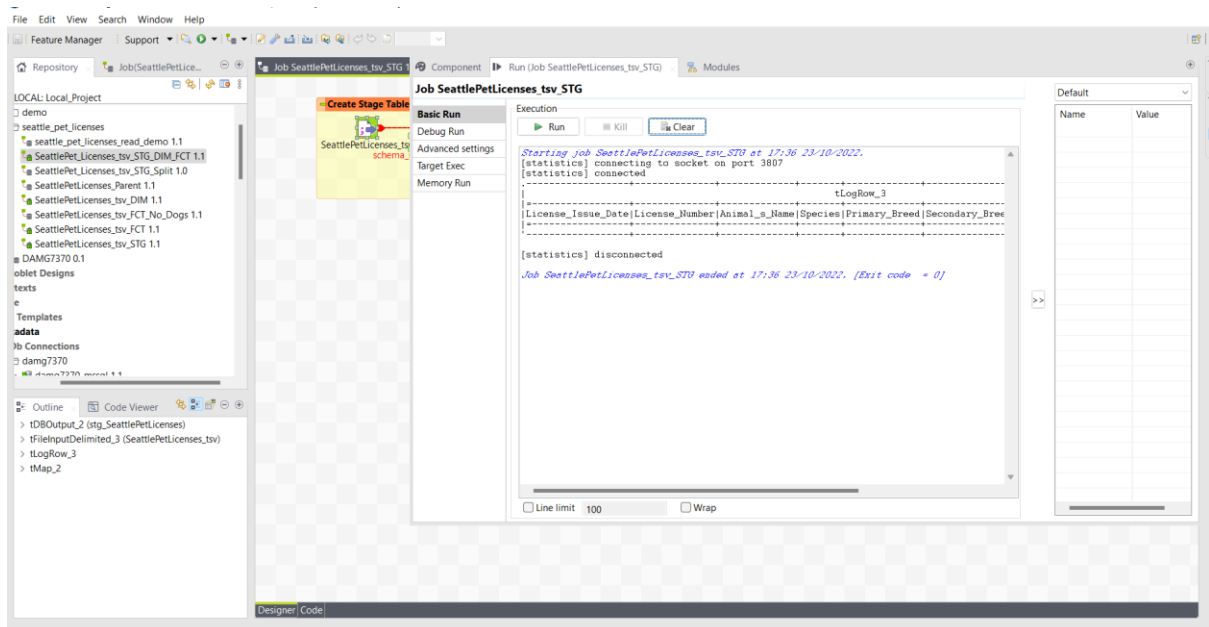 File Edit View Search Window Help
Feature Manager Support
Repository Job(SeattlePetLice...
LOCAL: Local_Project
demo
seattle_pet_licenses
seattle_pet_licenses_read_demo 1.1
SeattlePet_Licenses_tsv_STG_DIM_FCT 1.1
SeattlePet_Licenses_tsv_STG_Split 1.0
SeattlePetLicenses_Parent 1.1
SeattlePetLicenses_tsv_DIM 1.1
SeattlePetLicenses_tsv_FCT_No_Dogs 1.1
SeattlePetLicenses_tsv_FCT 1.1
SeattlePetLicenses_tsv_STG 1.1
DAMG7370 0.1
oblet Designs
texts
e
Templates
adata
Db Connections
damg7370
damg7370_mssql 1.1
Outline Code Viewer
> tDBOutput_2 (stg_SeattlePetLicenses)
> tFileInputDelimited_3 (SeattlePetLicenses_tsv)
> tLogRow_3
> tMap_2
Job SeattlePetLicenses_tsv_STG 1
Create Stage Table
SeattlePetLicenses_ts
schema_
Designer Code
Component Run (Job SeattlePetLicenses_tsv_STG) Modules
Job SeattlePetLicenses_tsv_STG
Basic Run
Debug Run
Advanced settings
Target Exec
Memory Run
Execution
Run Kill Clear
Starting job SeattlePetLicenses_tsv_STG at 17:36 23/10/2022.
[statistics] connecting to socket on port 3807
[statistics] connected
tLogRow_3
|License_Issue_Date|License_Number|Animal_s_Name|Species|Primary_Breed|Secondary_Bree
[statistics] disconnected
Job SeattlePetLicenses_tsv_STG ended at 17:36 23/10/2022. [Exit code = 0]
Line limit 100 Wrap
>>
Default
Name Value